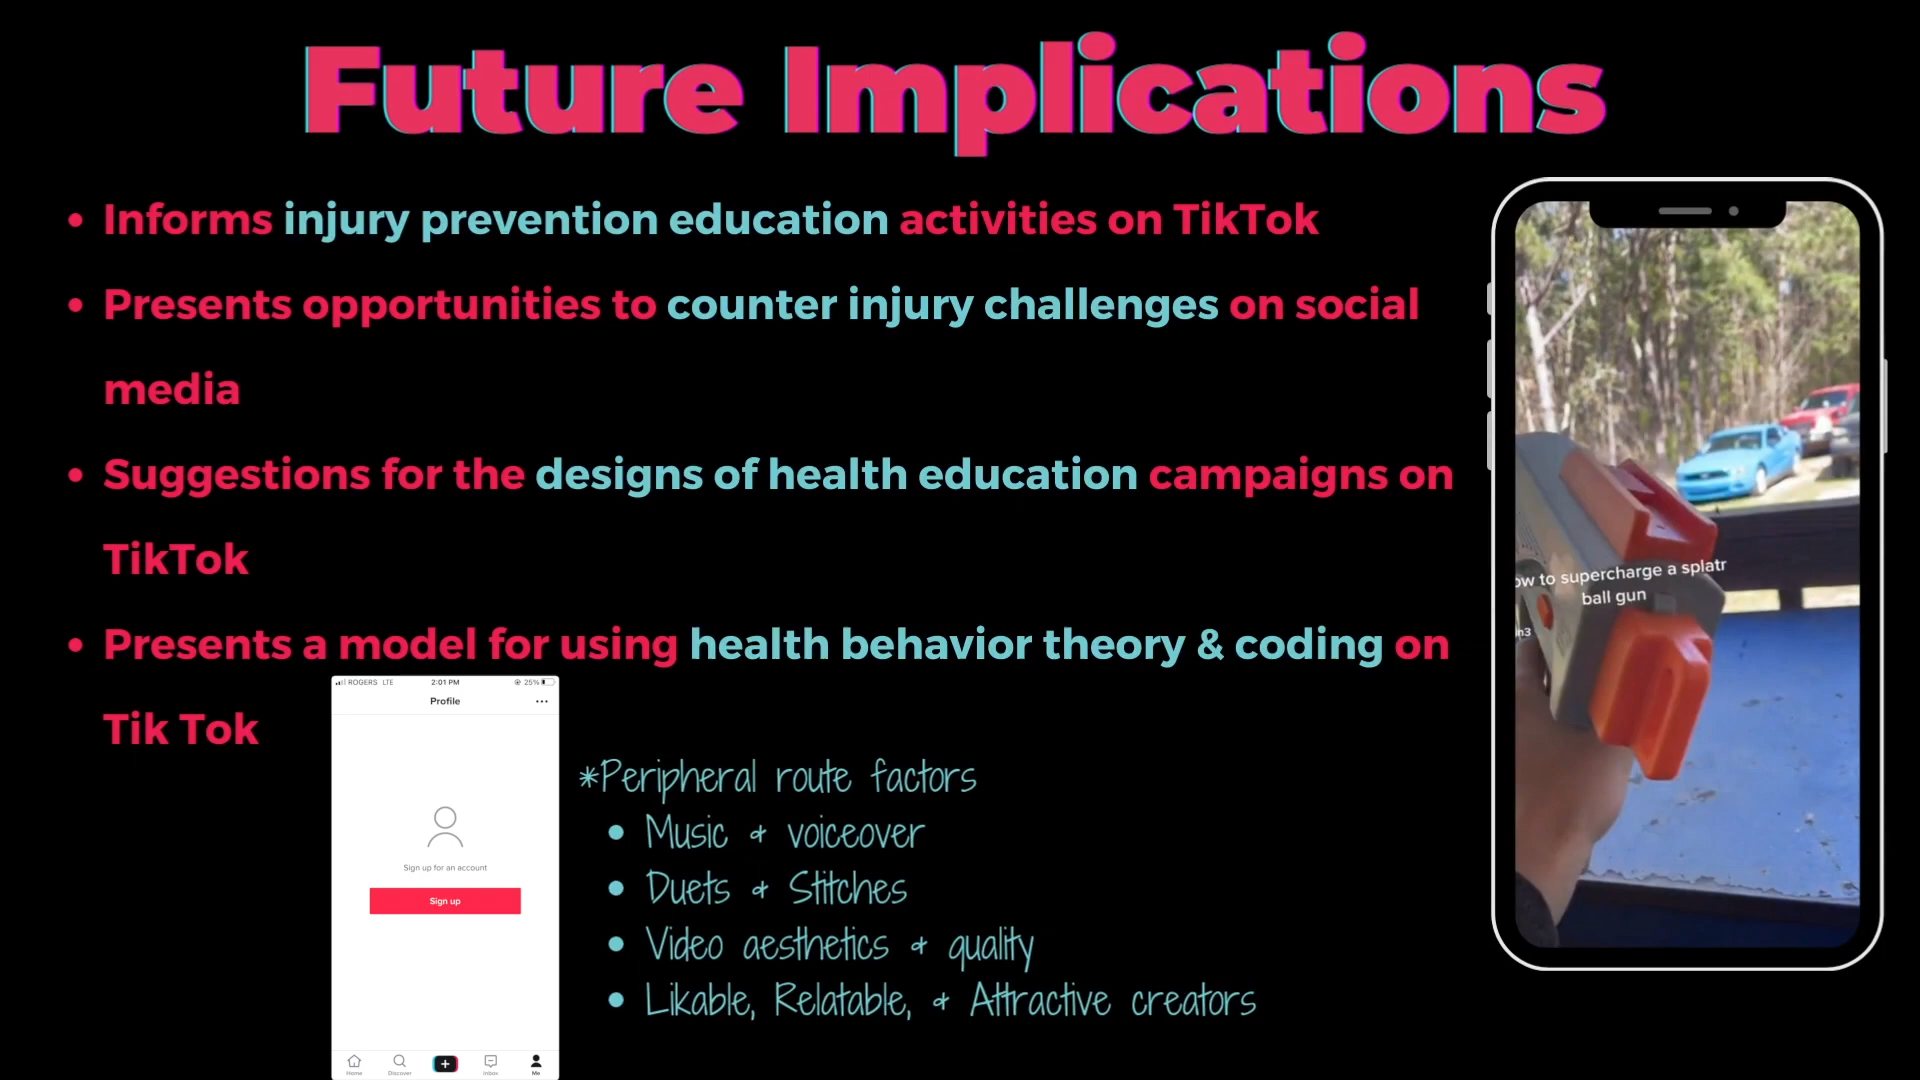 Future Implications
• Informs injury prevention education activities on TikTok
• Presents opportunities to counter injury challenges on social
media
• Suggestions for the designs of health education campaigns on
TikTok
• Presents a model for using health behavior theory & coding on
Tik Tok
ROGERS LTE 2:01 PM 25%
Profile
Sign up for an account
Sign up
Home Discover Inbox Me
*Peripheral route factors
• Music & voiceover
• Duets & Stitches
• Video aesthetics & quality
• Likable, Relatable, & Attractive creators
to supercharge a splatr
ball gun